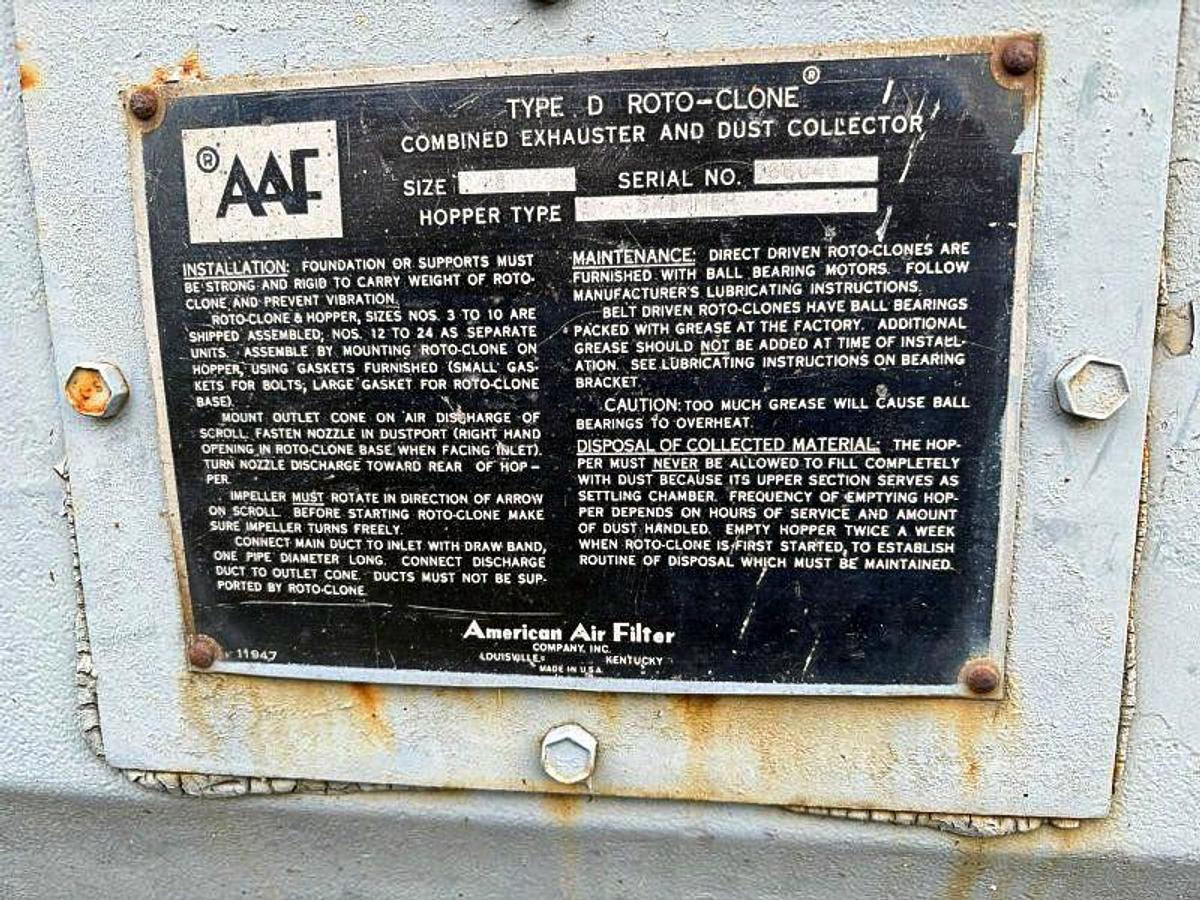 TYPE D ROTO-CLONE ®
COMBINED EXHAUSTER AND DUST COLLECTOR
® AAF
SIZE
SERIAL NO.
HOPPER TYPE
INSTALLATION: FOUNDATION OR SUPPORTS MUST
BE STRONG AND RIGID TO CARRY WEIGHT OF ROTO-
CLONE AND PREVENT VIBRATION.
ROTO-CLONE & HOPPER, SIZES NOS. 3 TO 10 ARE
SHIPPED ASSEMBLED; NOS. 12 TO 24 AS SEPARATE
UNITS. ASSEMBLE BY MOUNTING ROTO-CLONE ON
HOPPER, USING GASKETS FURNISHED (SMALL GAS-
KETS FOR BOLTS, LARGE GASKET FOR ROTO-CLONE
BASE).
MOUNT OUTLET CONE ON AIR DISCHARGE OF
SCROLL. FASTEN NOZZLE IN DUSTPORT (RIGHT HAND
OPENING IN ROTO-CLONE BASE WHEN FACING INLET).
TURN NOZZLE DISCHARGE TOWARD REAR OF HOP-
PER.
IMPELLER MUST ROTATE IN DIRECTION OF ARROW
ON SCROLL. BEFORE STARTING ROTO-CLONE MAKE
SURE IMPELLER TURNS FREELY.
CONNECT MAIN DUCT TO INLET WITH DRAW BAND,
ONE PIPE DIAMETER LONG. CONNECT DISCHARGE
DUCT TO OUTLET CONE. DUCTS MUST NOT BE SUP-
PORTED BY ROTO-CLONE.
MAINTENANCE: DIRECT DRIVEN ROTO-CLONES ARE
FURNISHED WITH BALL BEARING MOTORS. FOLLOW
MANUFACTURER'S LUBRICATING INSTRUCTIONS.
BELT DRIVEN ROTO-CLONES HAVE BALL BEARINGS
PACKED WITH GREASE AT THE FACTORY. ADDITIONAL
GREASE SHOULD NOT BE ADDED AT TIME OF INSTALL-
ATION. SEE LUBRICATING INSTRUCTIONS ON BEARING
BRACKET.
CAUTION: TOO MUCH GREASE WILL CAUSE BALL
BEARINGS TO OVERHEAT.
DISPOSAL OF COLLECTED MATERIAL: THE HOP-
PER MUST NEVER BE ALLOWED TO FILL COMPLETELY
WITH DUST BECAUSE ITS UPPER SECTION SERVES AS
SETTLING CHAMBER. FREQUENCY OF EMPTYING HOP-
PER DEPENDS ON HOURS OF SERVICE AND AMOUNT
OF DUST HANDLED. EMPTY HOPPER TWICE A WEEK
WHEN ROTO-CLONE IS FIRST STARTED, TO ESTABLISH
ROUTINE OF DISPOSAL WHICH MUST BE MAINTAINED.
American Air Filter
COMPANY, INC.
LOUISVILLE, KENTUCKY
MADE IN U.S.A.
11947